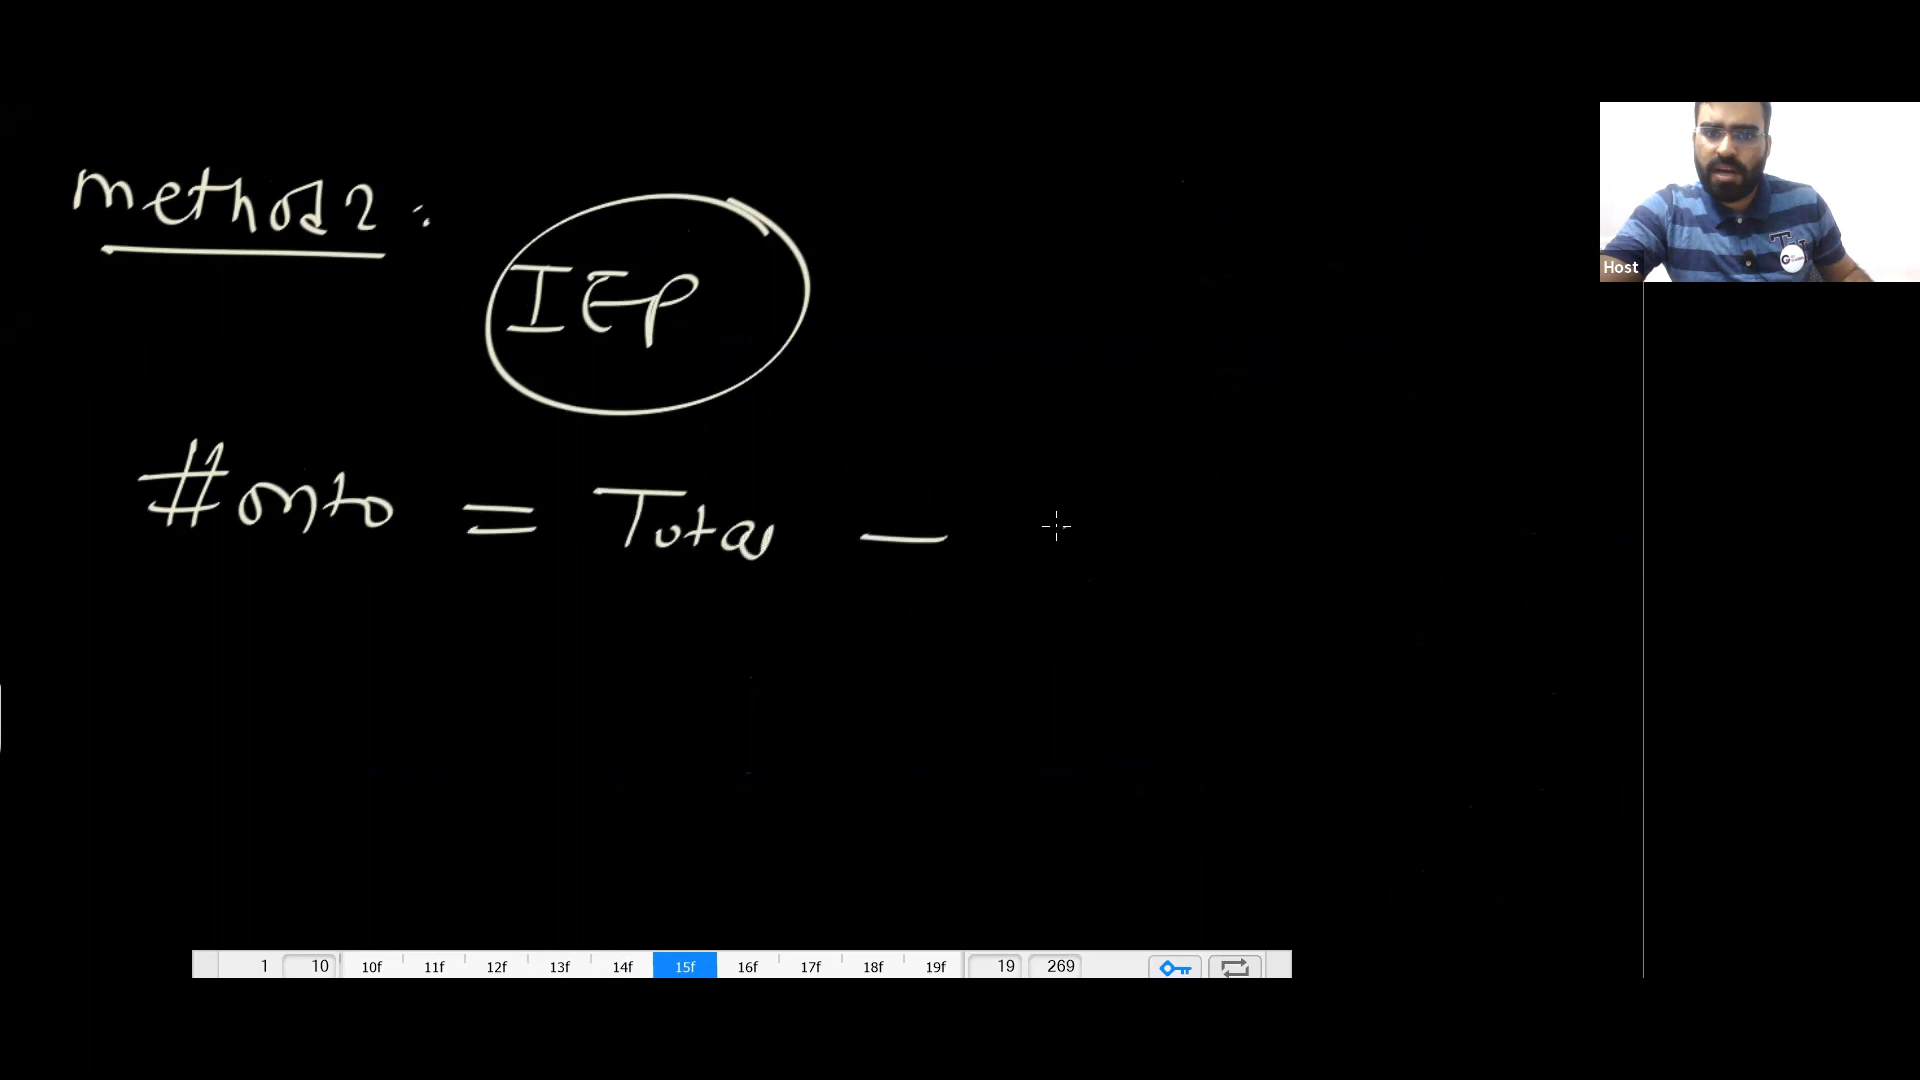 method 2 :
IEP
#onto = Total —
Host
1 10 10f 11f 12f 13f 14f 15f 16f 17f 18f 19f 19 269